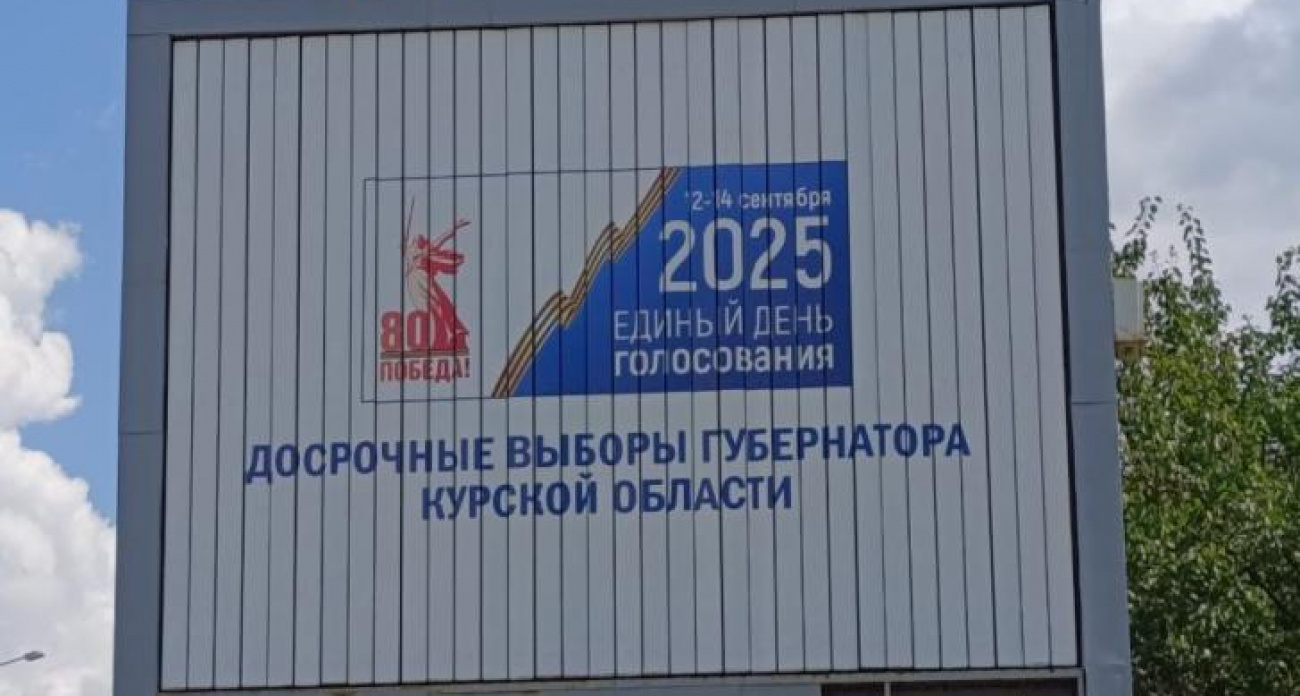 80
ПОБЕДА!
12-14 сентября
2025
ЕДИНЫЙ ДЕНЬ
ГОЛОСОВАНИЯ
ДОСРОЧНЫЕ ВЫБОРЫ ГУБЕРНАТОРА
КУРСКОЙ ОБЛАСТИ